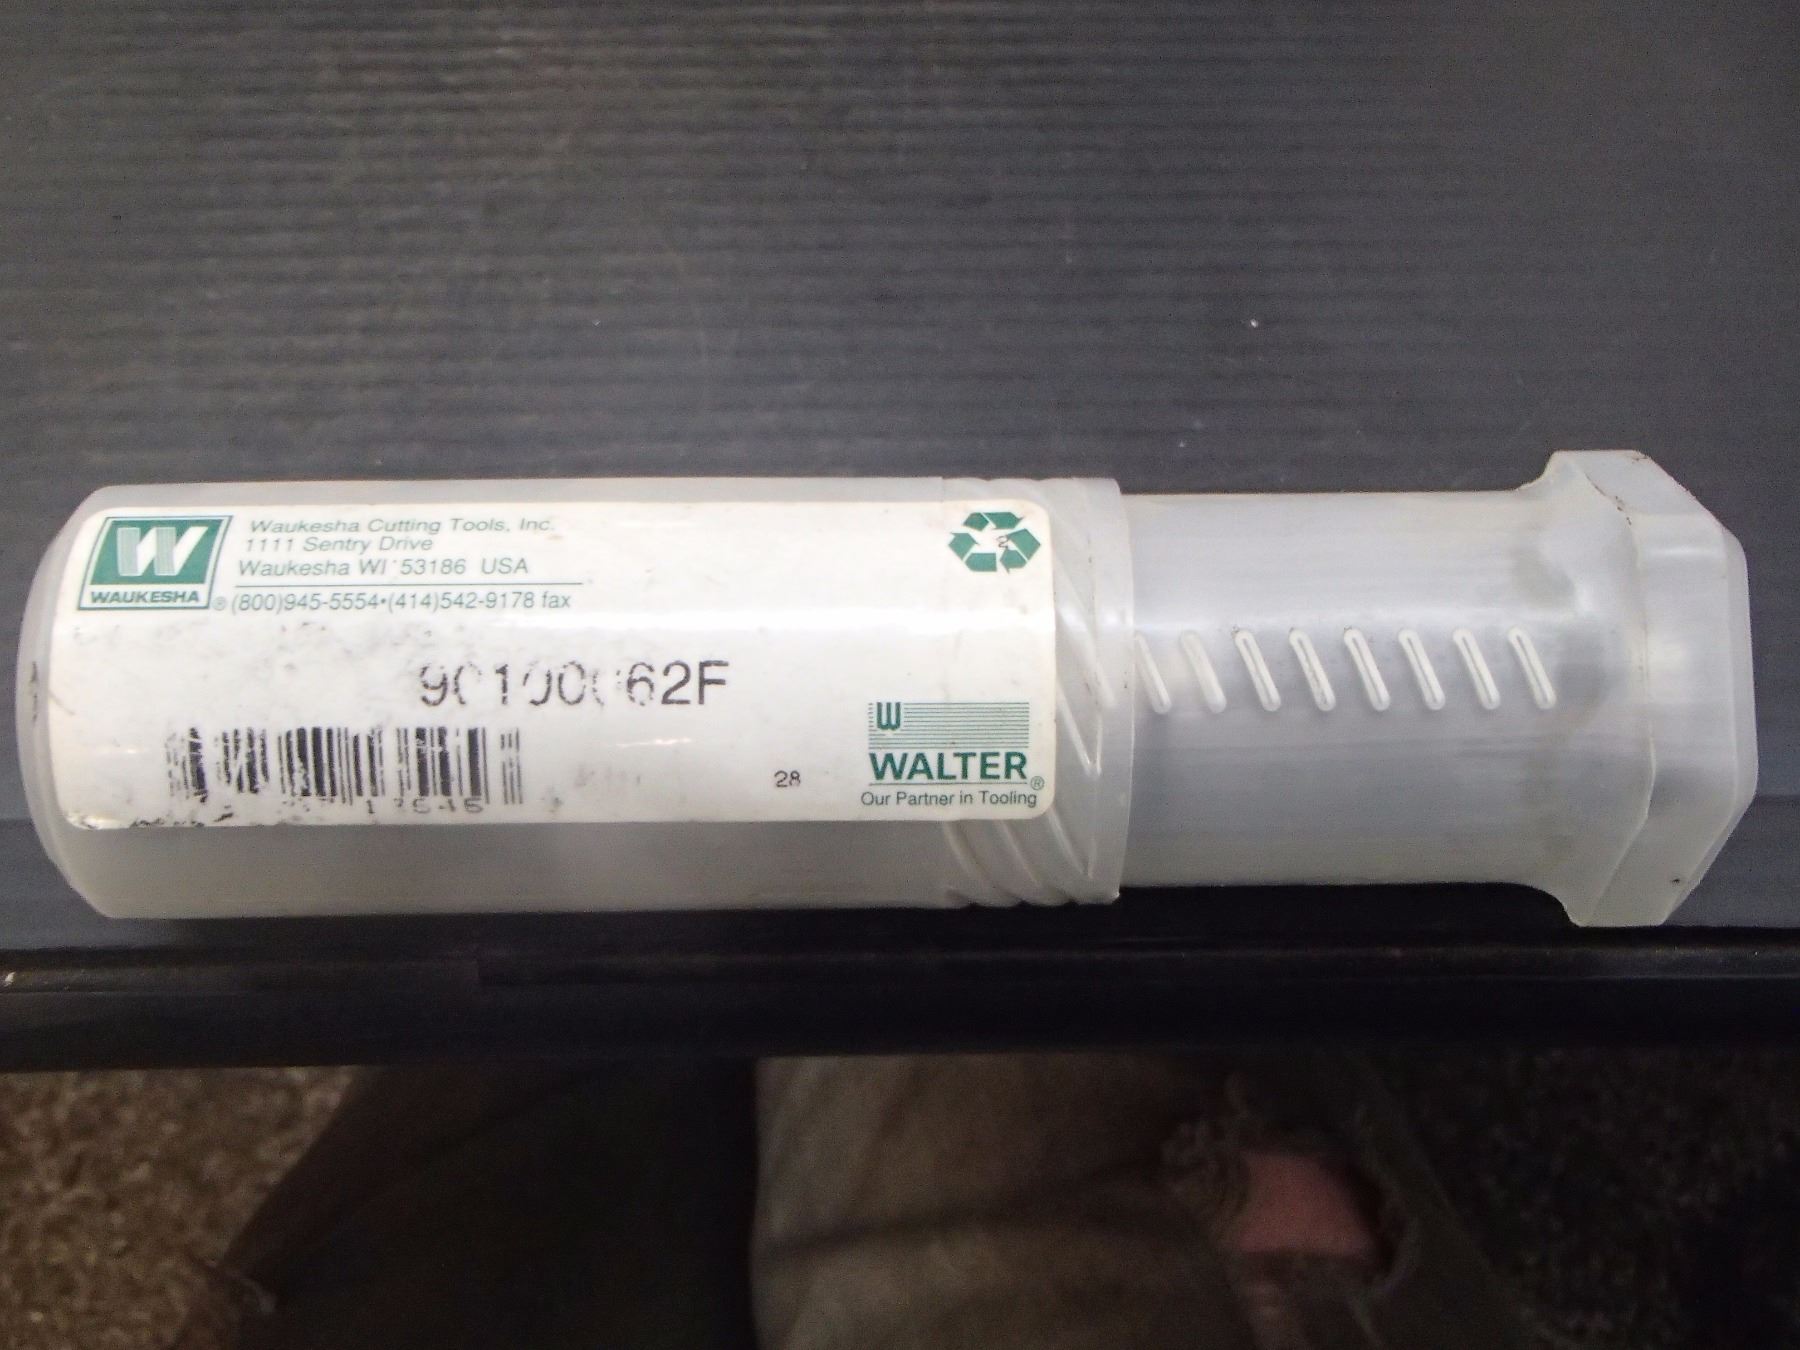 W
WAUKESHA ®
Waukesha Cutting Tools, Inc.
1111 Sentry Drive
Waukesha WI 53186 USA
(800)945-5554•(414)542-9178 fax
2
28
W
WALTER ®
Our Partner in Tooling